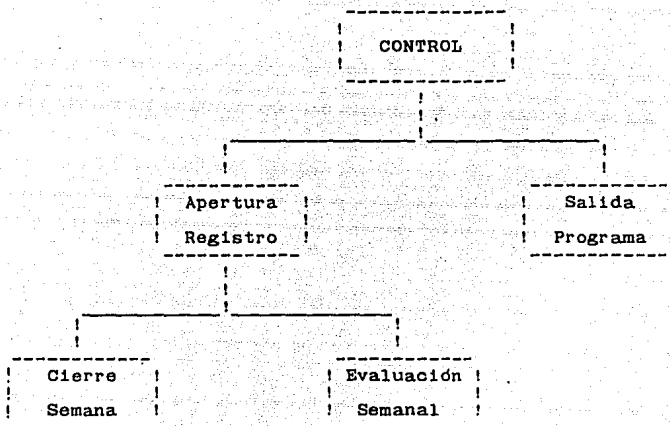 CONTROL
Apertura
Registro
Salida
Programa
Cierre
Semana
Evaluación
Semanal